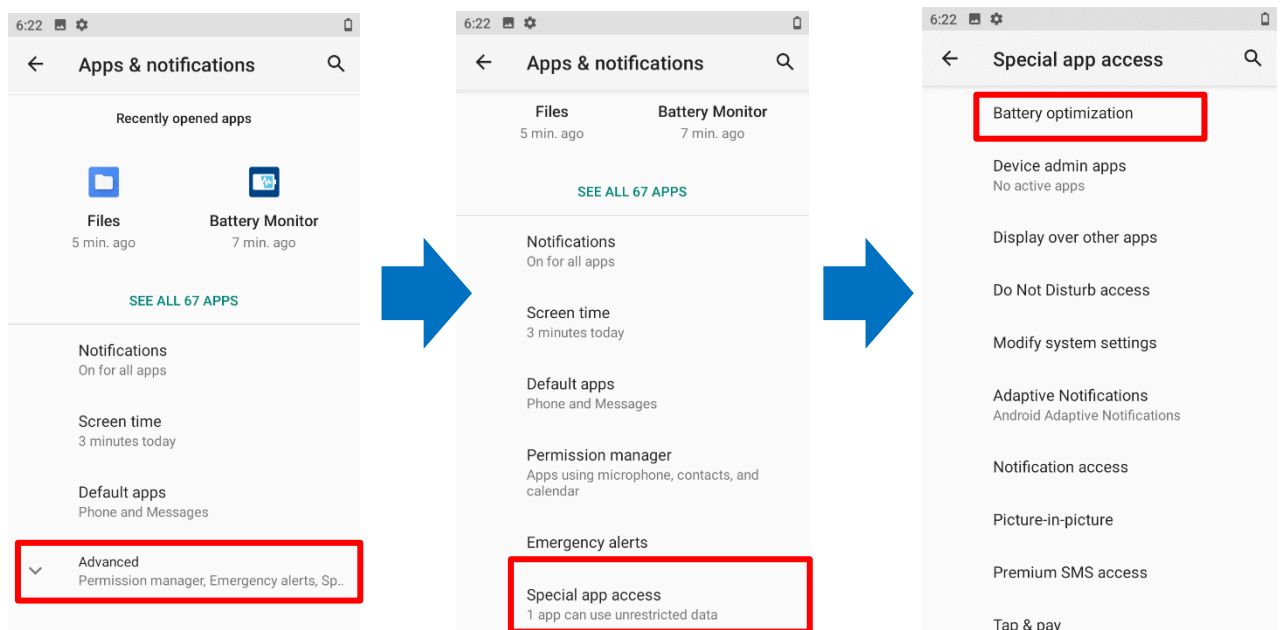 6:22
Apps & notifications
Recently opened apps
Files
5 min. ago
Battery Monitor
7 min. ago
SEE ALL 67 APPS
Notifications
On for all apps
Screen time
3 minutes today
Default apps
Phone and Messages
Advanced
Permission manager, Emergency alerts, Sp..
6:22
Apps & notifications
Files
5 min. ago
Battery Monitor
7 min. ago
SEE ALL 67 APPS
Notifications
On for all apps
Screen time
3 minutes today
Default apps
Phone and Messages
Permission manager
Apps using microphone, contacts, and
calendar
Emergency alerts
Special app access
1 app can use unrestricted data
6:22
Special app access
Battery optimization
Device admin apps
No active apps
Display over other apps
Do Not Disturb access
Modify system settings
Adaptive Notifications
Android Adaptive Notifications
Notification access
Picture-in-picture
Premium SMS access
Tap & pay